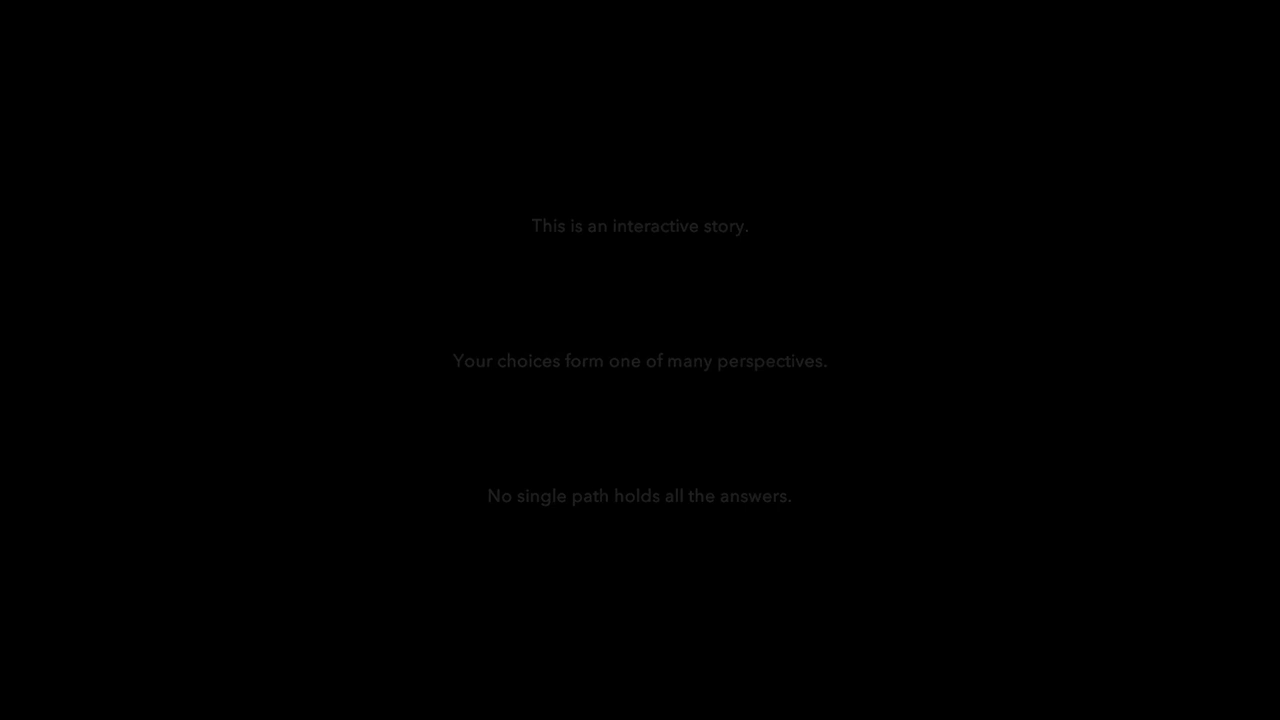 This is an interactive story.
Your choices form one of many perspectives.
No single path holds all the answers.